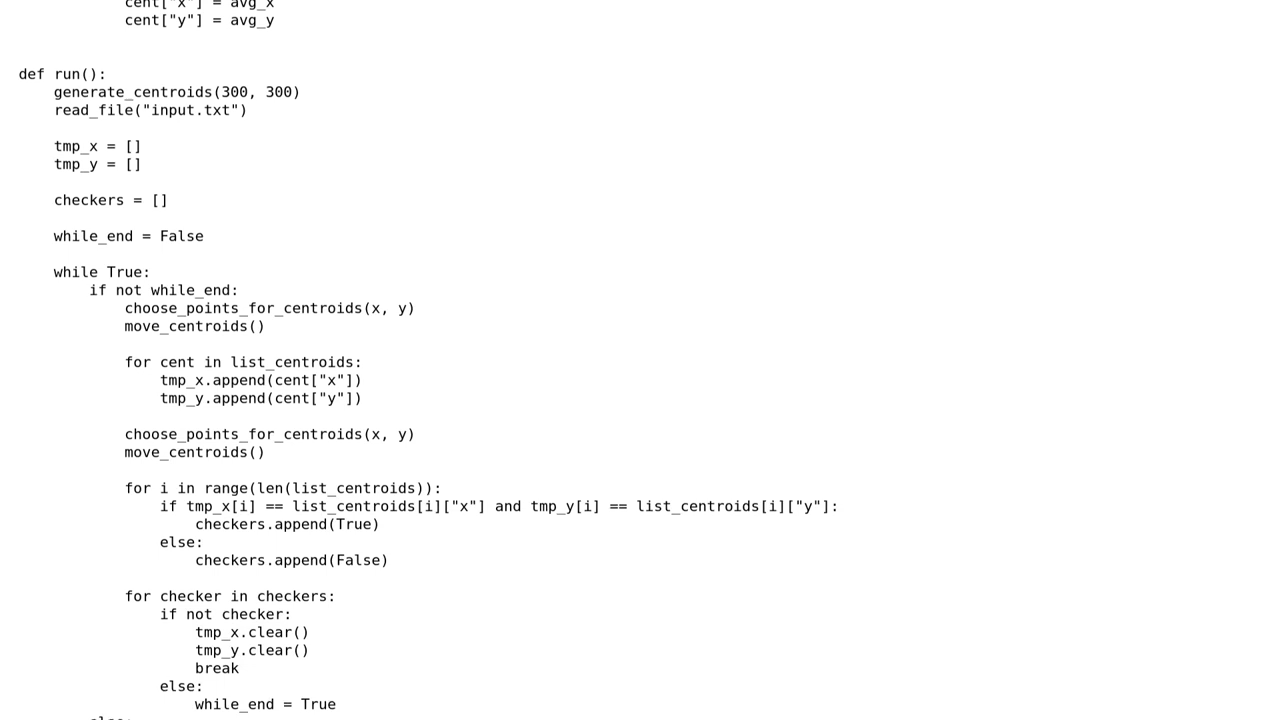 cent["x"] = avg_x
cent["y"] = avg_y
def run():
generate_centroids(300, 300)
read_file("input.txt")
tmp_x = []
tmp_y = []
checkers = []
while_end = False
while True:
if not while_end:
choose_points_for_centroids(x, y)
move_centroids()
for cent in list_centroids:
tmp_x.append(cent["x"])
tmp_y.append(cent["y"])
choose_points_for_centroids(x, y)
move_centroids()
for i in range(len(list_centroids)):
if tmp_x[i] == list_centroids[i]["x"] and tmp_y[i] == list_centroids[i]["y"]:
checkers.append(True)
else:
checkers.append(False)
for checker in checkers:
if not checker:
tmp_x.clear()
tmp_y.clear()
break
else:
while_end = True
else: